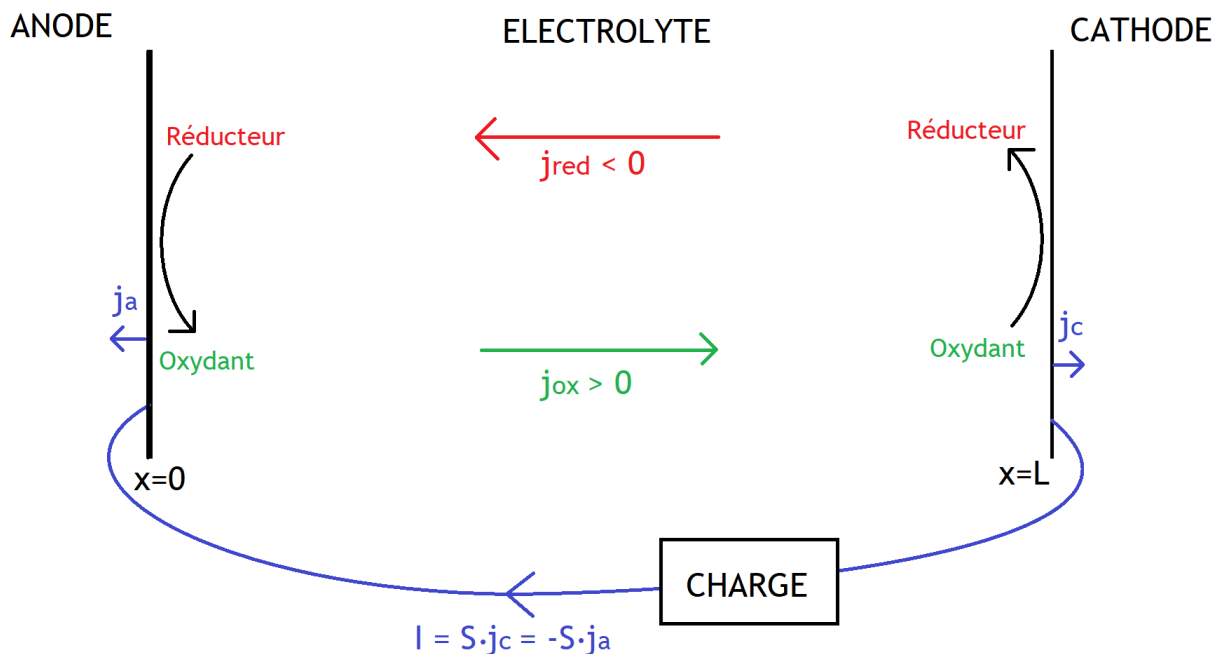 ANODE
ELECTROLYTE
CATHODE
Réducteur
jred < 0
Réducteur
ja
Oxydant
jox > 0
Oxydant
jc
x=0
x=L
CHARGE
I = S·jc = -S·ja